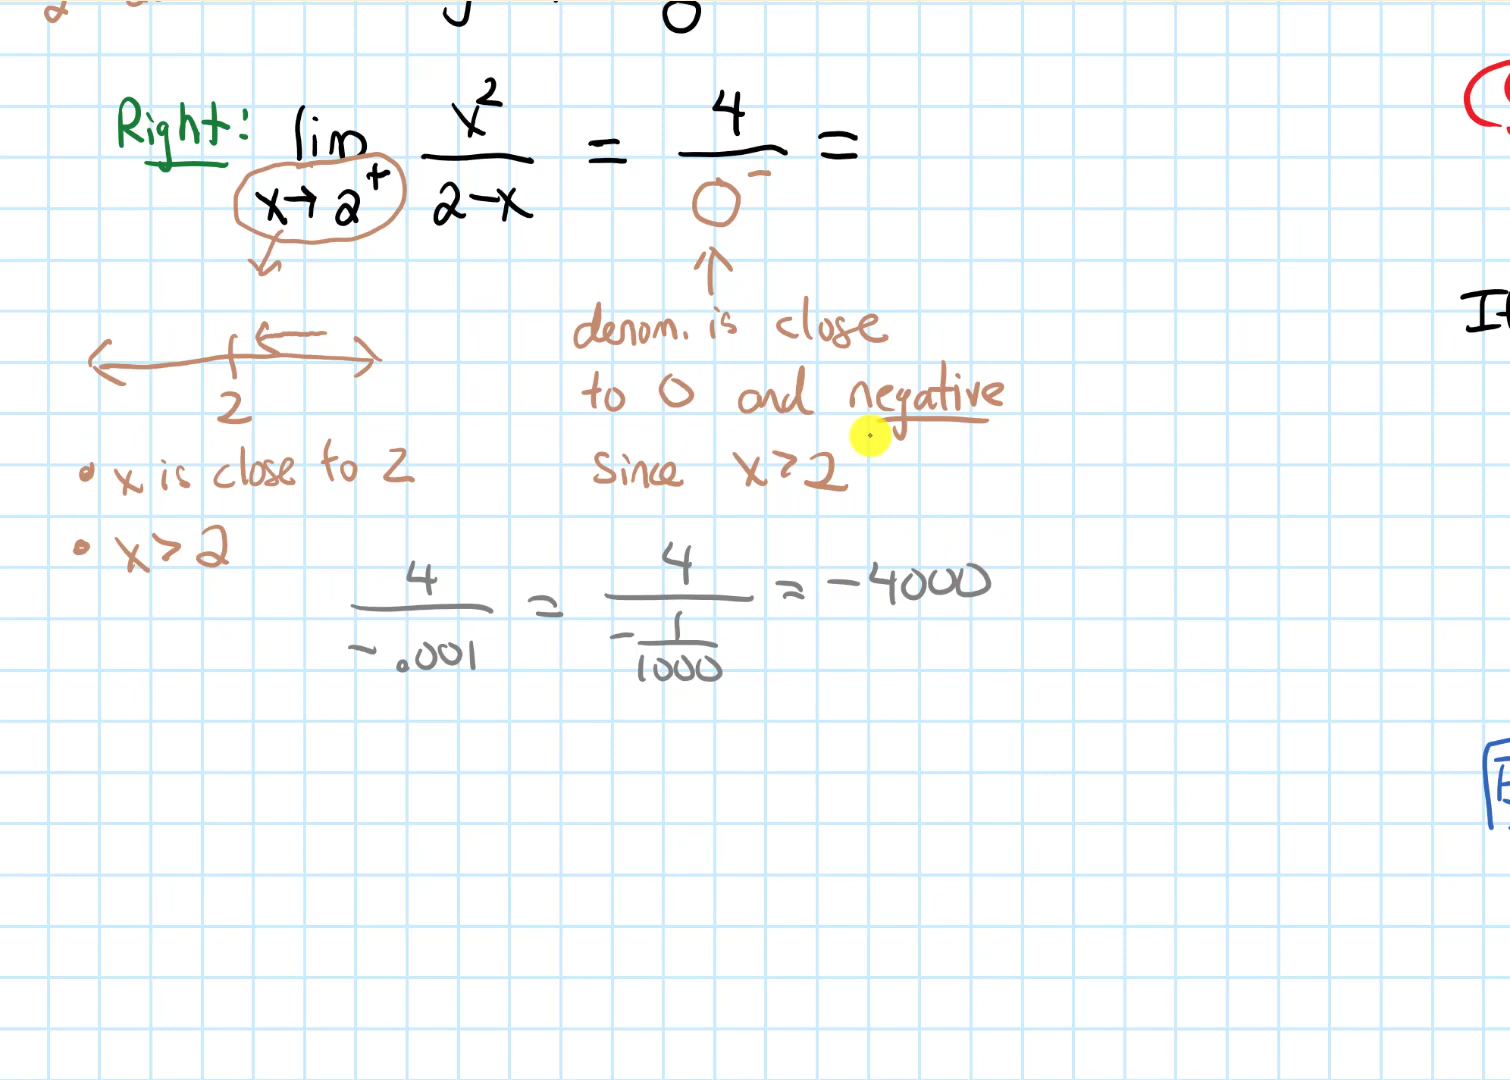 Right: lim x→2⁺ x²/(2-x) = 4/0⁻ =
2
• x is close to 2
• x > 2
denom. is close
to 0 and negative
since x > 2
4/(-.001) = 4/(-1/1000) = -4000